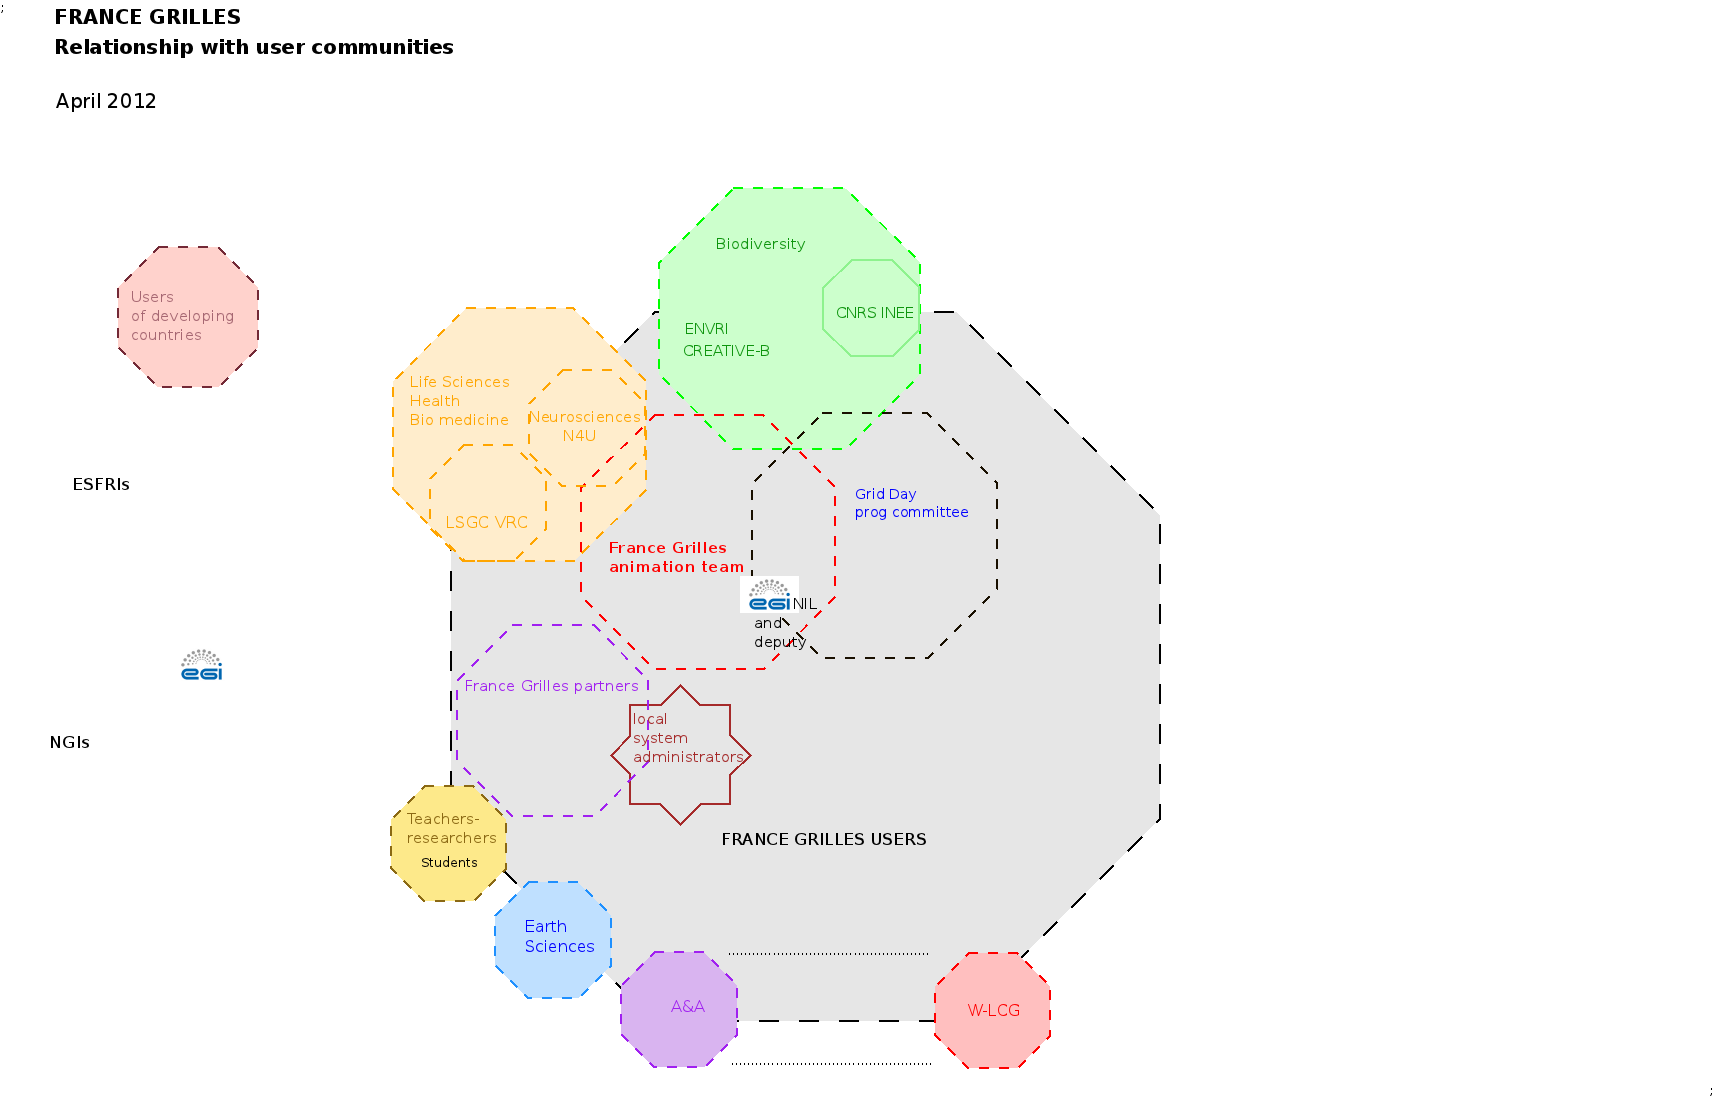 ;
FRANCE GRILLES
Relationship with user communities
April 2012
Biodiversity
Users
of developing
countries
CNRS INEE
ENVRI
CREATIVE-B
Life Sciences
Health
Bio medicine
Neurosciences
N4U
ESFRIs
LSGC VRC
Grid Day
prog committee
France Grilles
animation team
egi NIL
and
deputy
egi
France Grilles partners
local
system
administrators
NGIs
Teachers-
researchers
Students
FRANCE GRILLES USERS
Earth
Sciences
A&A
W-LCG
;